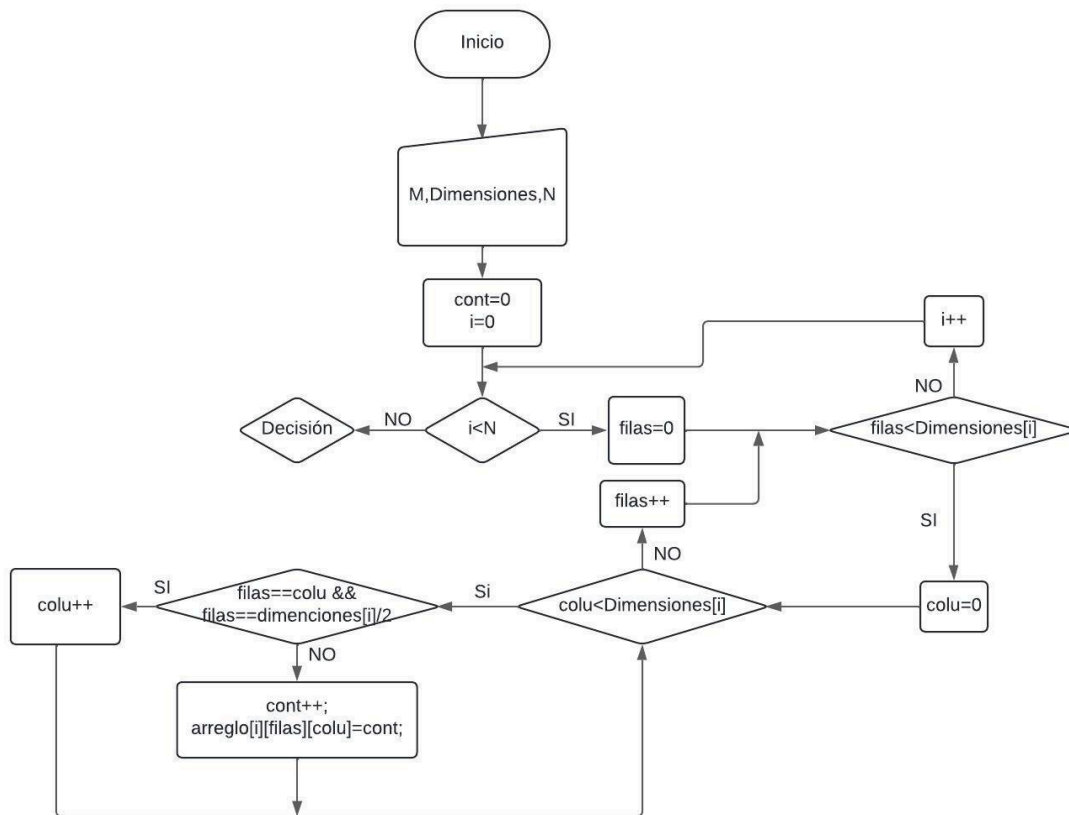 Inicio
M,Dimensiones,N
cont=0
i=0
i++
NO
Decisión
NO
i<N
SI
filas=0
filas<Dimensiones[i]
filas++
SI
NO
colu++
SI
filas==colu &&
filas==dimenciones[i]/2
Si
colu<Dimensiones[i]
colu=0
NO
cont++;
arreglo[i][filas][colu]=cont;